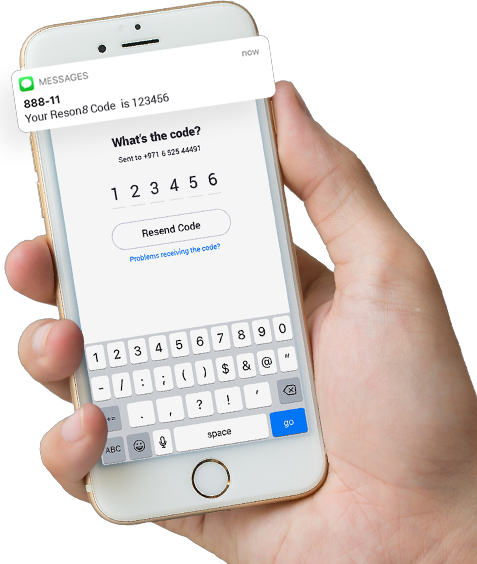 MESSAGES
now
888-11
Your Reson8 Code is 123456
What's the code?
Sent to +971 6 525 44491
1 2 3 4 5 6
Resend Code
Problems receiving the code?
1 2 3 4 5 6 7 8 9 0
- / : ; ( ) $ & @ "
#+= . , ? ! '
ABC space go